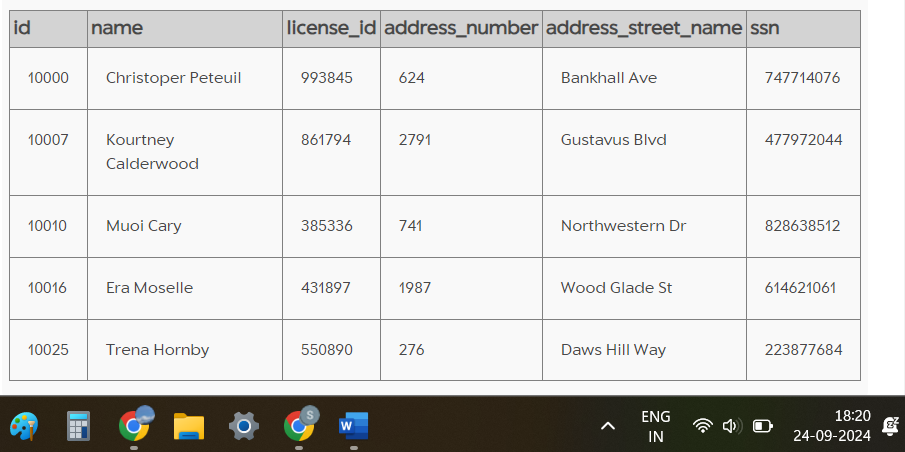 id name license_id address_number address_street_name ssn
10000 Christoper Peteuil 993845 624 Bankhall Ave 747714076
10007 Kourtney Calderwood 861794 2791 Gustavus Blvd 477972044
10010 Muoi Cary 385336 741 Northwestern Dr 828638512
10016 Era Moselle 431897 1987 Wood Glade St 614621061
10025 Trena Hornby 550890 276 Daws Hill Way 223877684
S W ENG 18:20
IN 24-09-2024